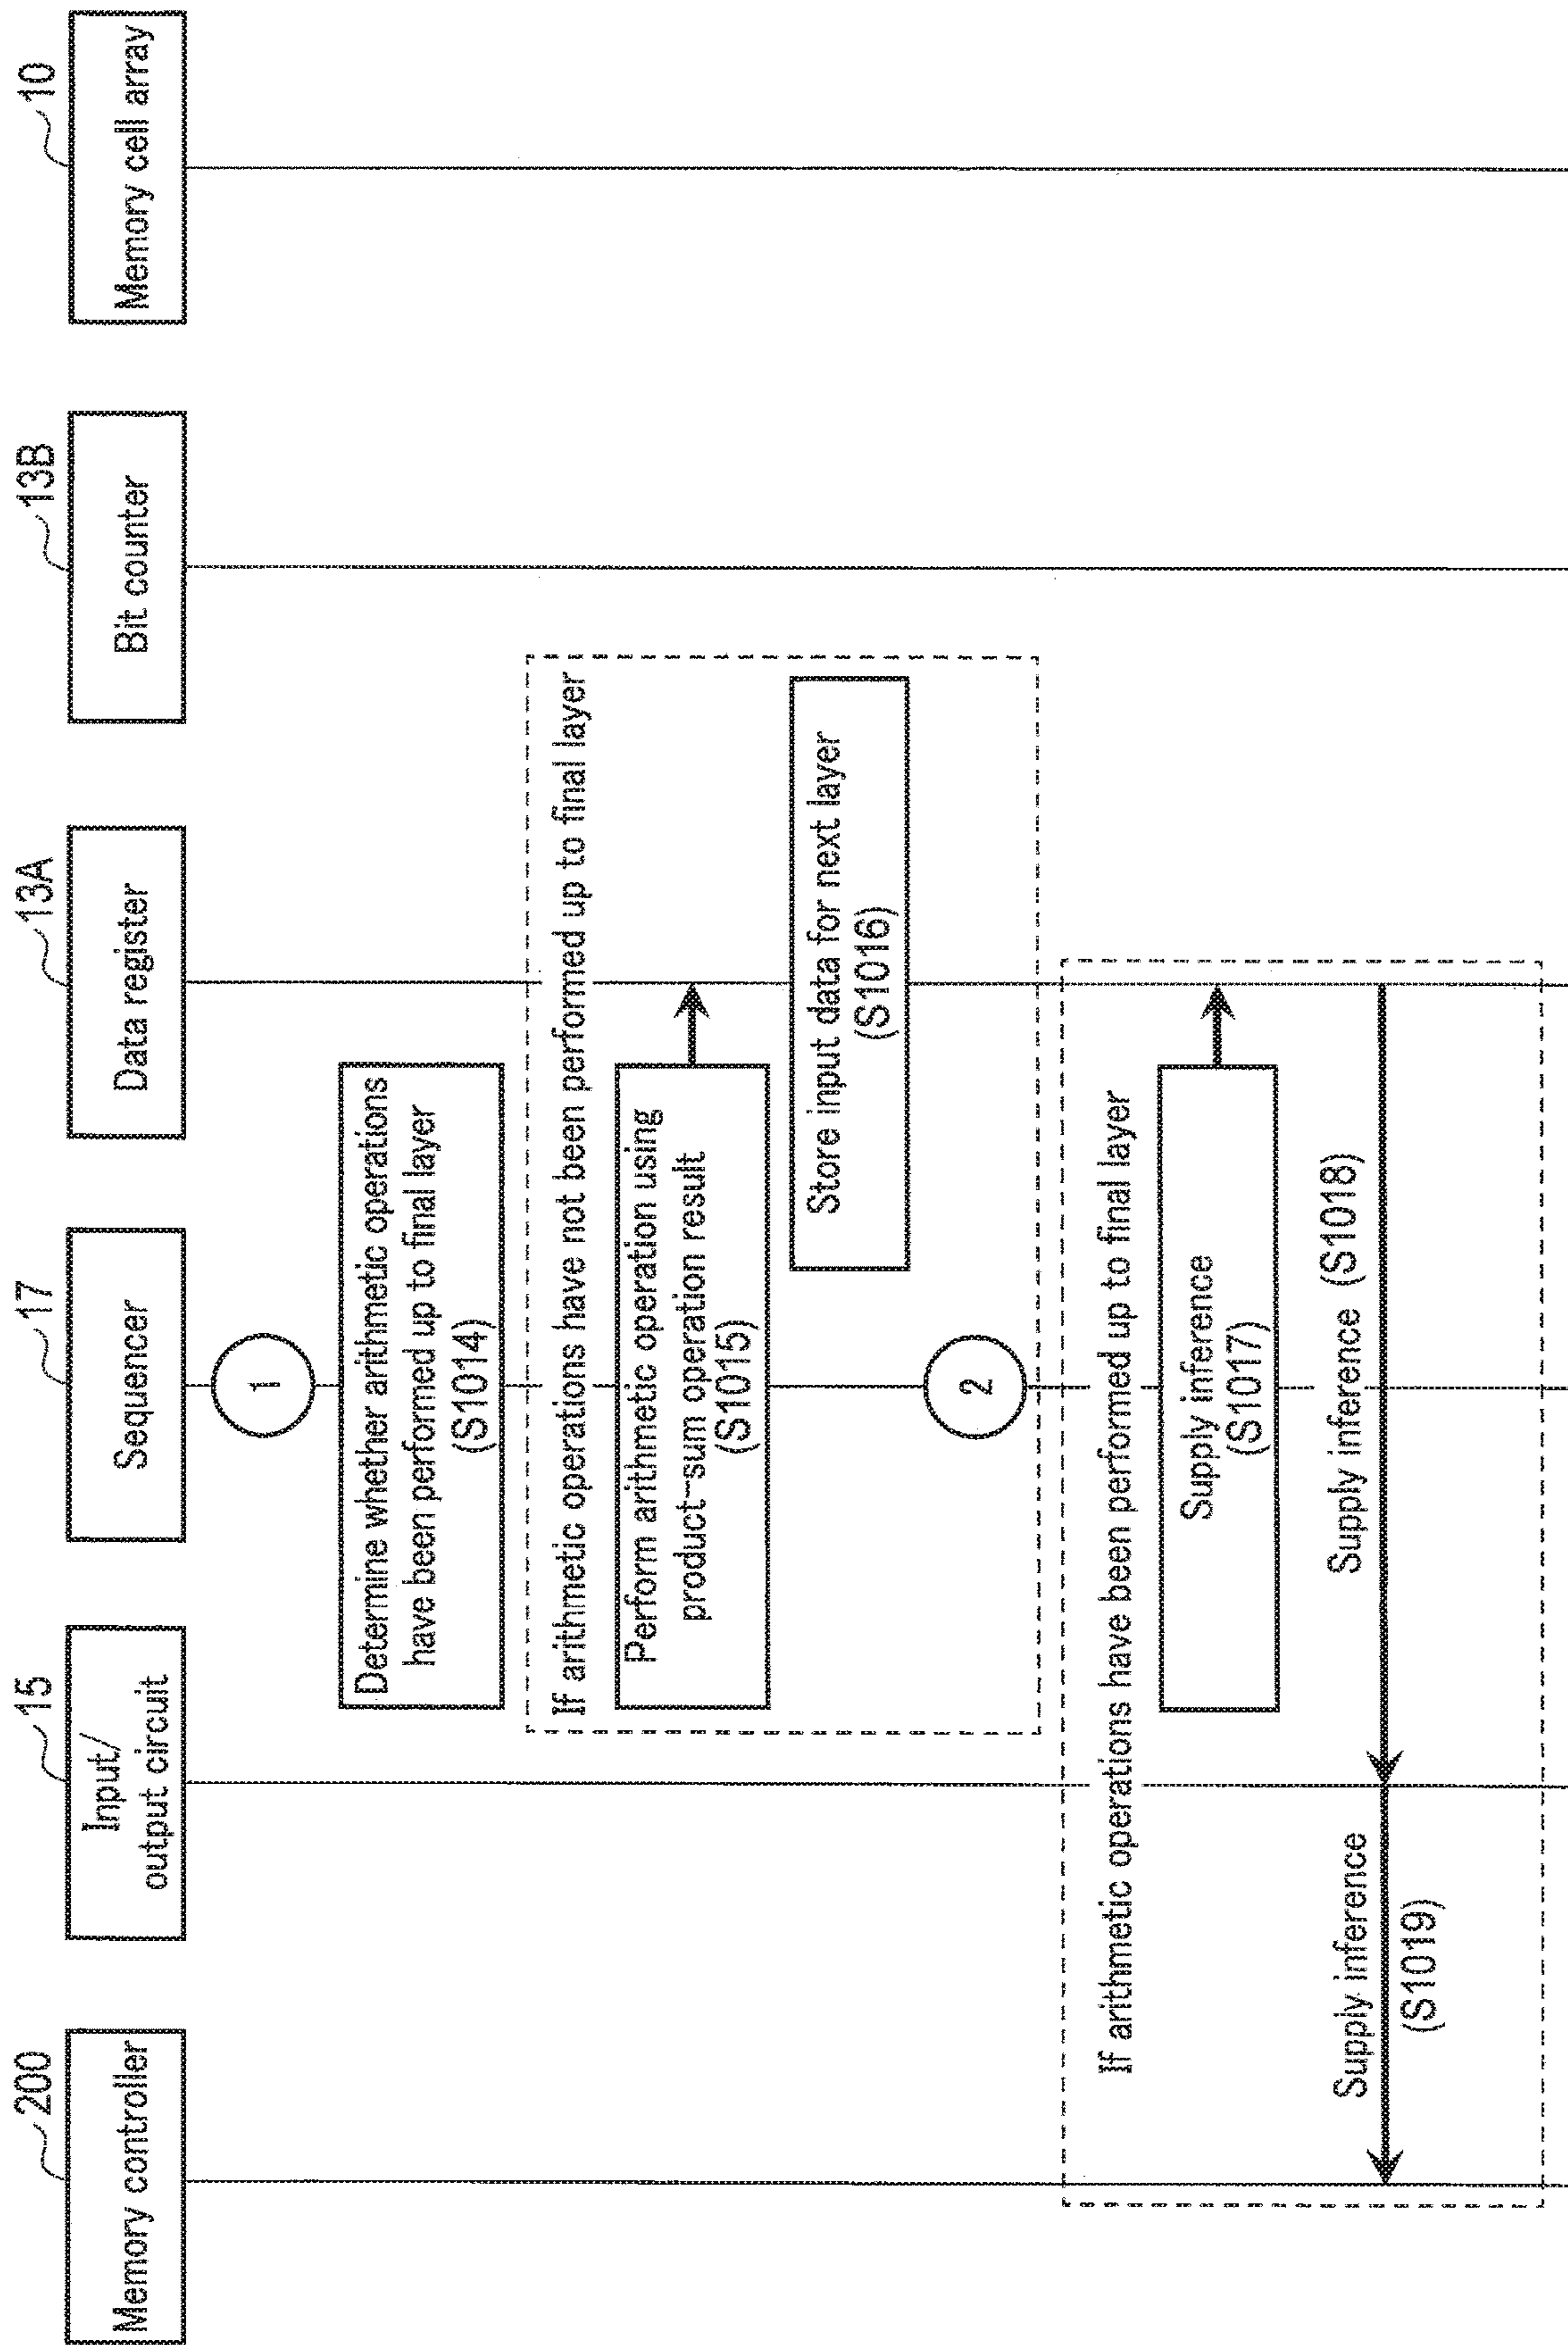 200
Memory controller
15
Input/
output circuit
17
Sequencer
13A
Data register
13B
Bit counter
10
Memory cell array
1
Determine whether arithmetic operations
have been performed up to final layer
(S1014)
If arithmetic operations have not been performed up to final layer
Perform arithmetic operation using
product-sum operation result
(S1015)
Store input data for next layer
(S1016)
2
If arithmetic operations have been performed up to final layer
Supply inference
(S1017)
Supply inference (S1018)
Supply inference
(S1019)